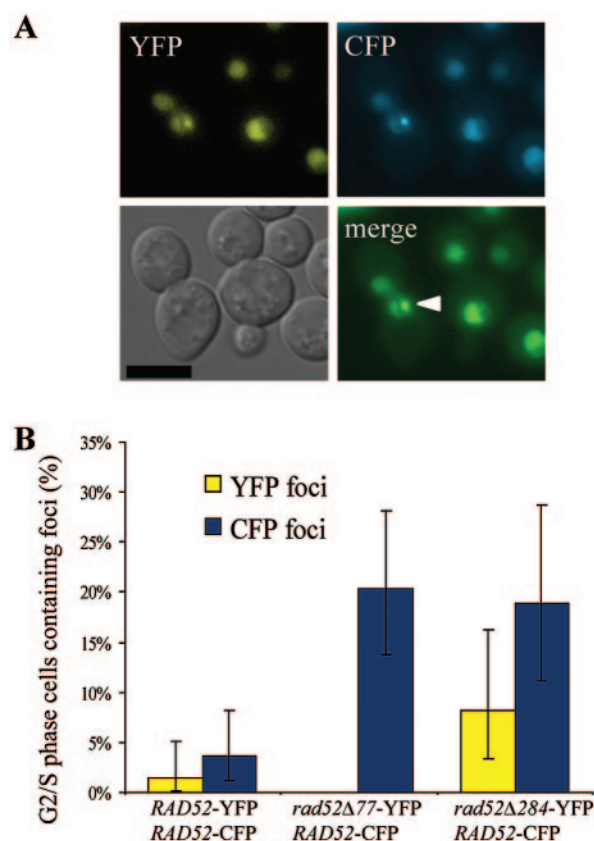 A
YFP
CFP
merge
B
G2/S phase cells containing foci (%)
35%
30%
25%
20%
15%
10%
5%
0%
YFP foci
CFP foci
RAD52-YFP
RAD52-CFP
rad52Δ77-YFP
RAD52-CFP
rad52Δ284-YFP
RAD52-CFP